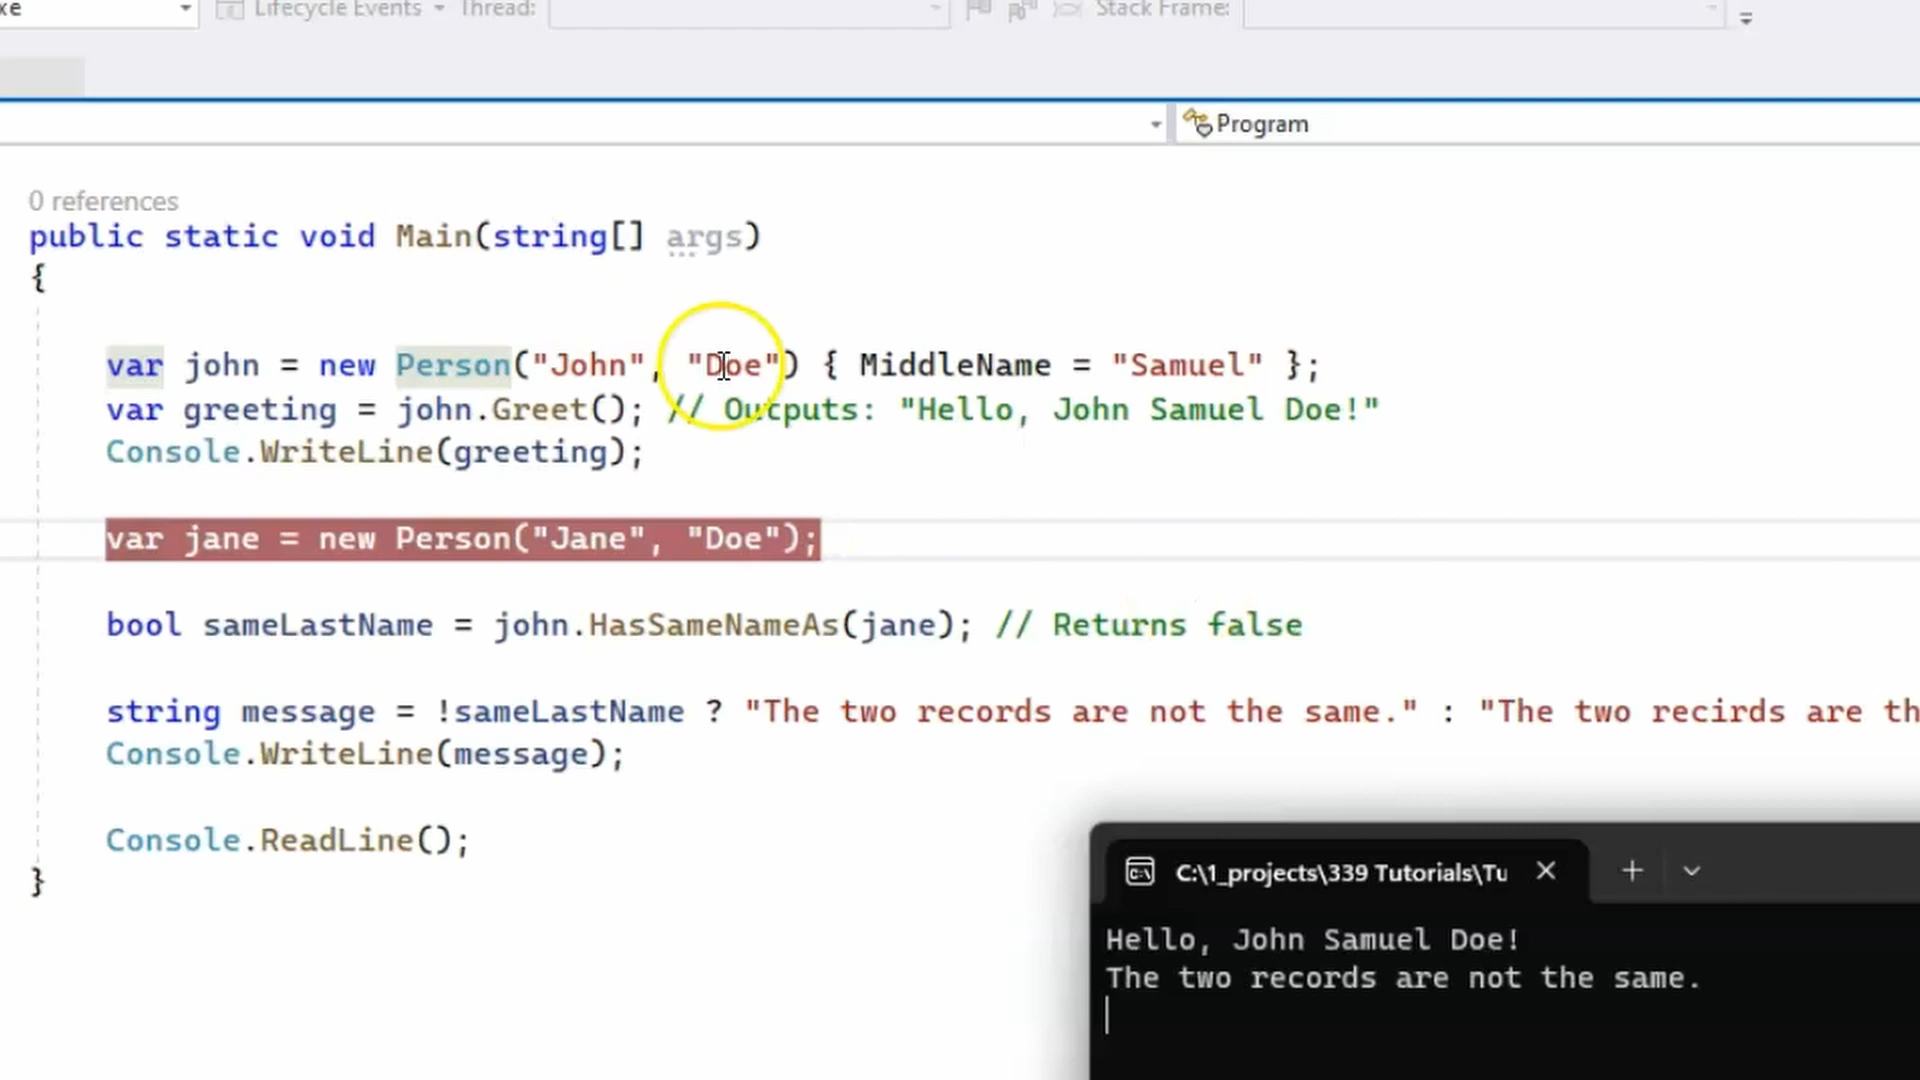 xe Lifecycle Events Thread: Stack Frame:
Program
0 references
public static void Main(string[] args)
{
var john = new Person("John", "Doe") { MiddleName = "Samuel" };
var greeting = john.Greet(); // Outputs: "Hello, John Samuel Doe!"
Console.WriteLine(greeting);
var jane = new Person("Jane", "Doe");
bool sameLastName = john.HasSameNameAs(jane); // Returns false
string message = !sameLastName ? "The two records are not the same." : "The two recirds are th
Console.WriteLine(message);
Console.ReadLine();
}
C:\1_projects\339 Tutorials\Tu
Hello, John Samuel Doe!
The two records are not the same.